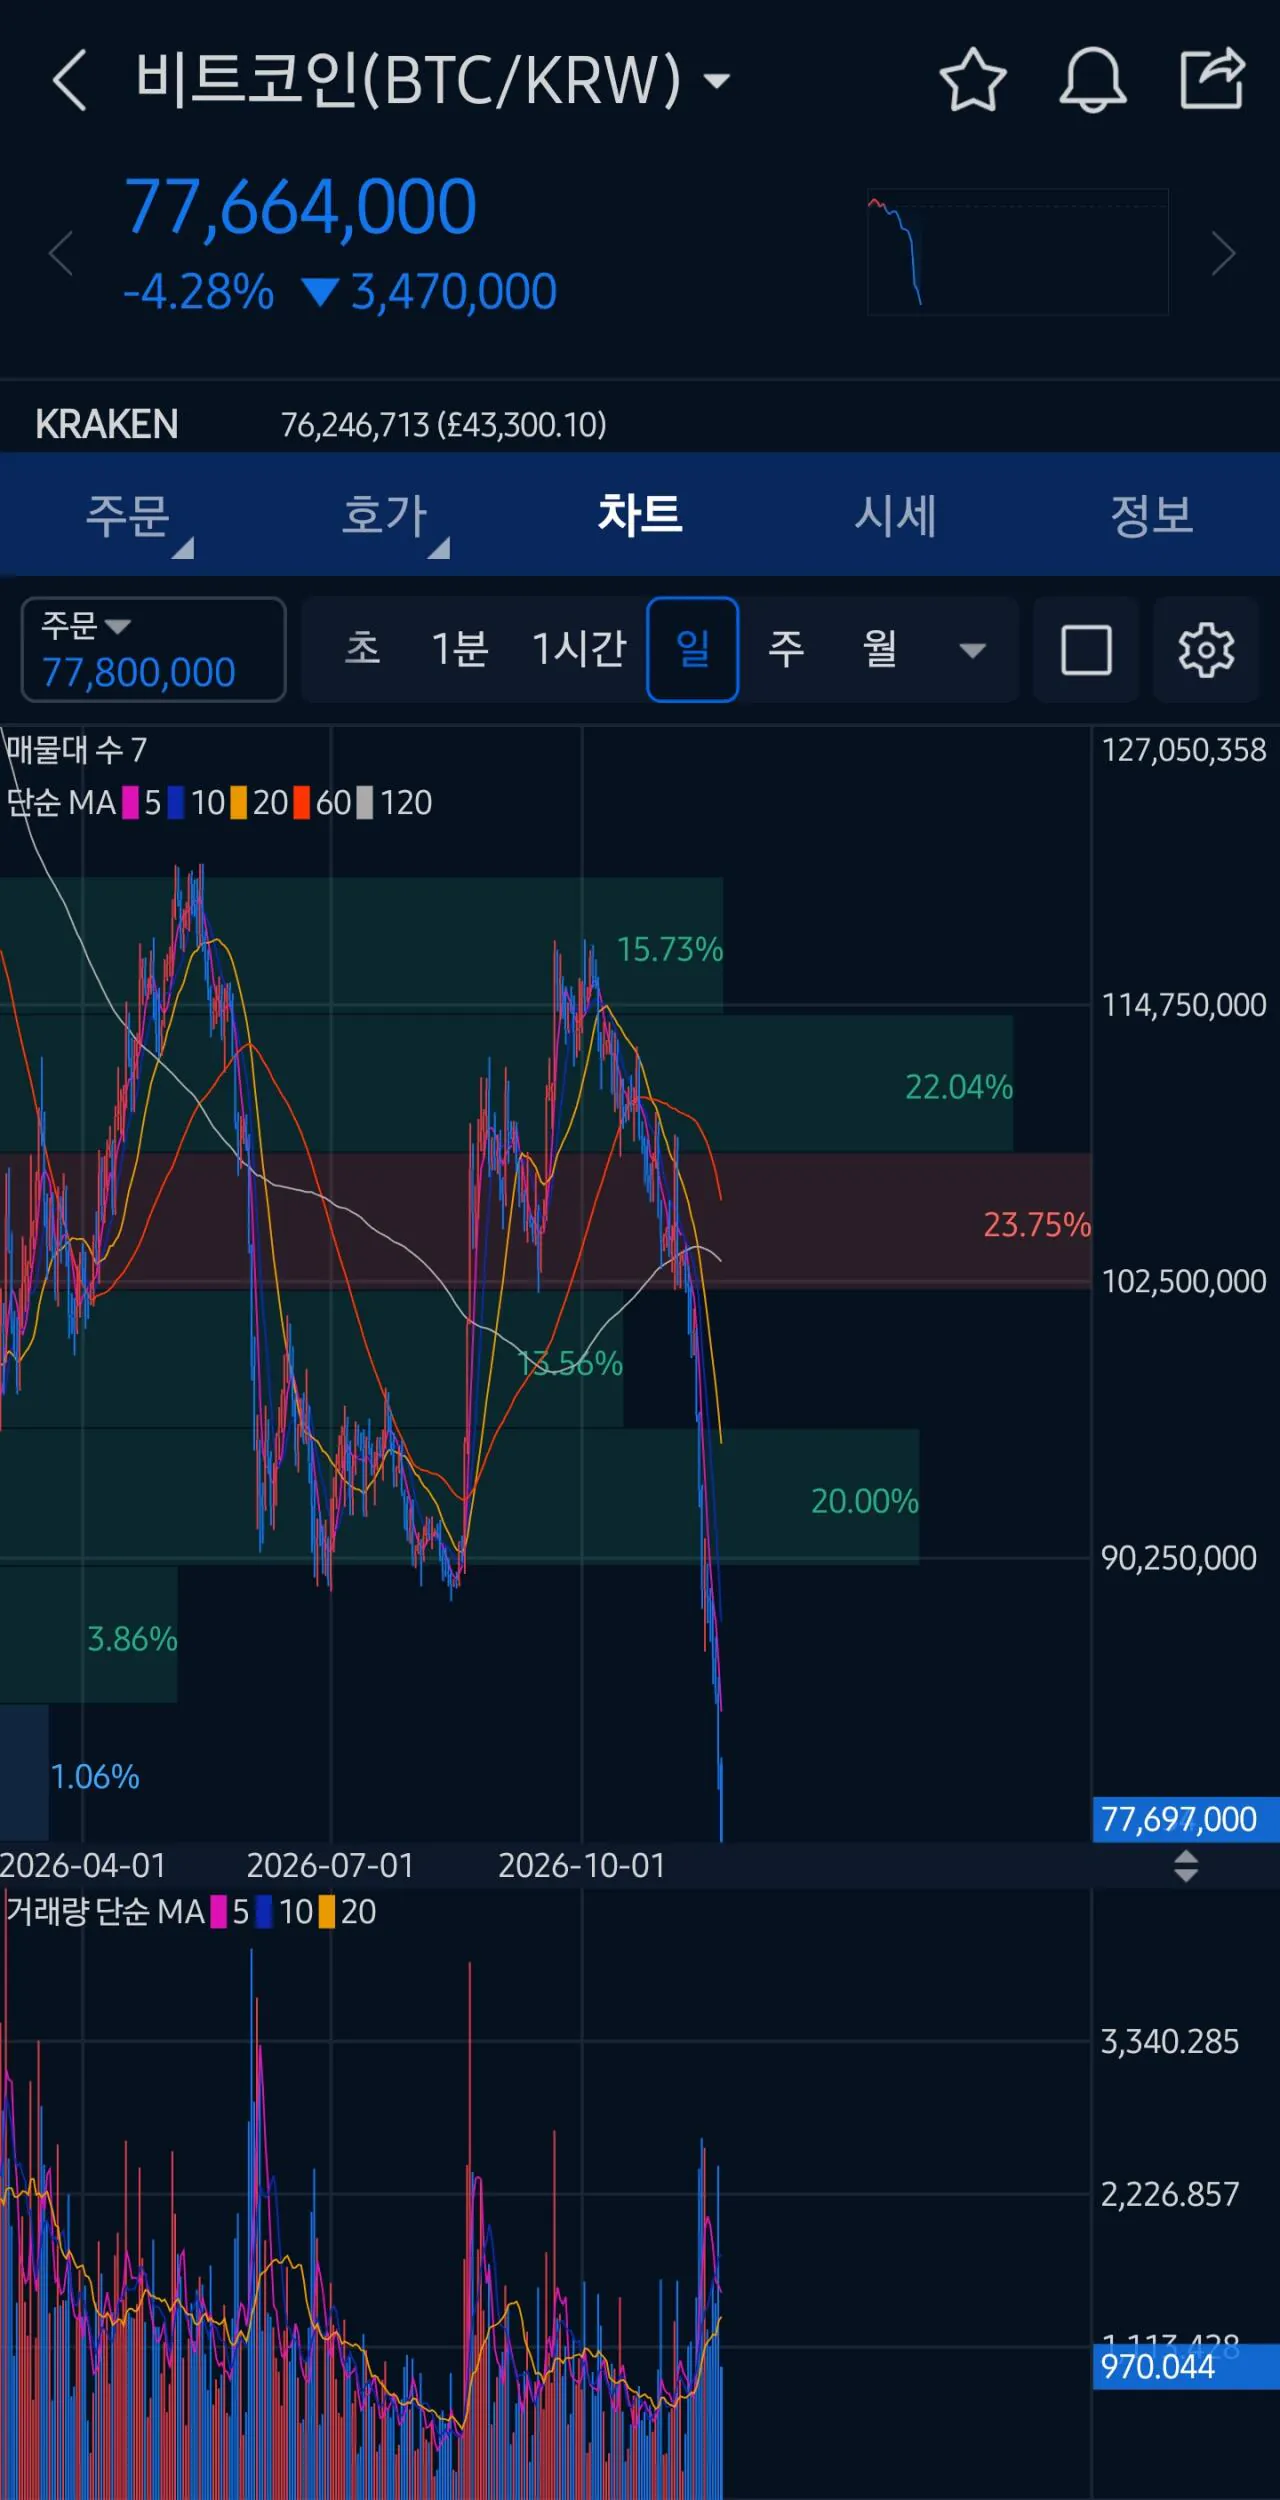 비트코인(BTC/KRW)
77,664,000
-4.28% ▼3,470,000
KRAKEN 76,246,713 (£43,300.10)
주문 호가 차트 시세 정보
주문
77,800,000
초 1분 1시간 일 주 월
매물대 수 7
단순 MA 5 10 20 60 120
127,050,358
15.73%
114,750,000
22.04%
23.75%
102,500,000
13.56%
20.00%
90,250,000
3.86%
1.06%
77,697,000
2026-04-01 2026-07-01 2026-10-01
거래량 단순 MA 5 10 20
3,340.285
2,226.857
1,113.428
970.044